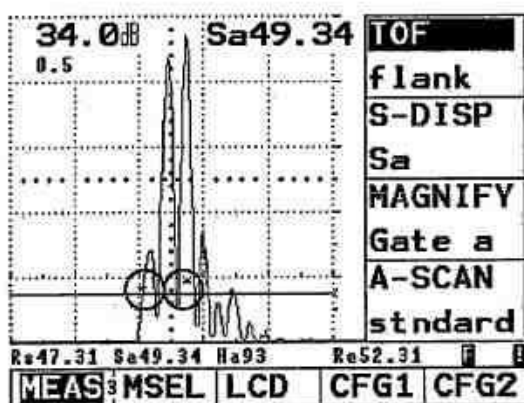 34.0dB Sa49.34
0.5
TOF
flank
S-DISP
Sa
MAGNIFY
Gate a
A-SCAN
stndard
Rs47.31 Sa49.34 Ha93 Re52.31
MEAS MSEL LCD CFG1 CFG2